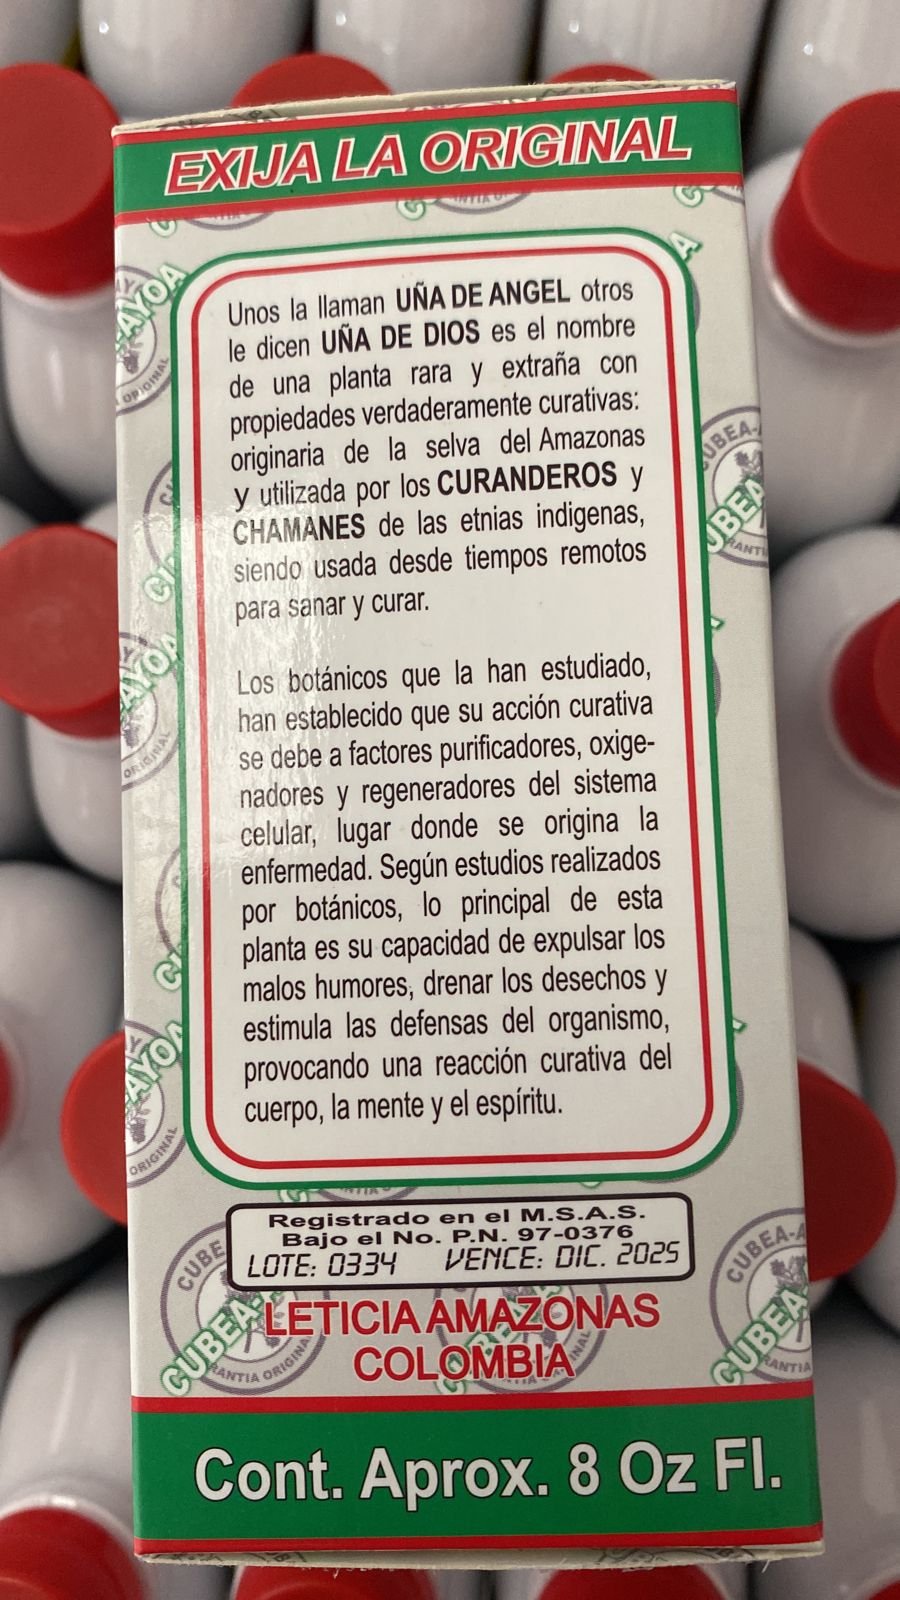 EXIJA LA ORIGINAL
Unos la llaman UÑA DE ANGEL otros
le dicen UÑA DE DIOS es el nombre
de una planta rara y extraña con
propiedades verdaderamente curativas:
originaria de la selva del Amazonas
y utilizada por los CURANDEROS y
CHAMANES de las etnias indigenas,
siendo usada desde tiempos remotos
para sanar y curar.
Los botánicos que la han estudiado,
han establecido que su acción curativa
se debe a factores purificadores, oxige-
nadores y regeneradores del sistema
celular, lugar donde se origina la
enfermedad. Según estudios realizados
por botánicos, lo principal de esta
planta es su capacidad de expulsar los
malos humores, drenar los desechos y
estimula las defensas del organismo,
provocando una reacción curativa del
cuerpo, la mente y el espíritu.
Registrado en el M.S.A.S.
Bajo el No. P.N. 97-0376
LOTE: 0334 VENCE: DIC. 2025
LETICIA AMAZONAS
COLOMBIA
Cont. Aprox. 8 Oz Fl.